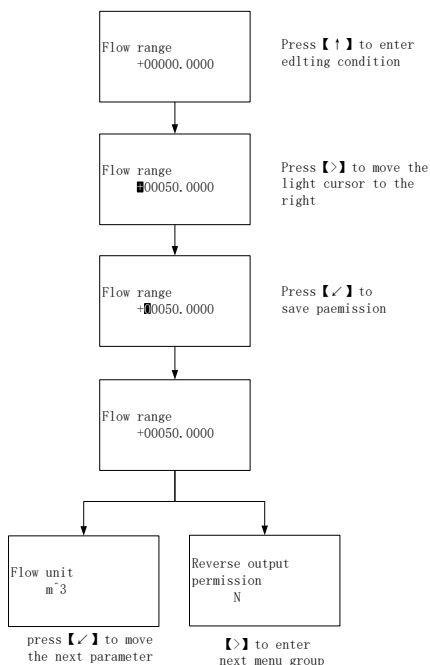 Flow range
+00000.0000
Press【↑】to enter
edlting condition
Flow range
+00050.0000
Press【>】to move the
light cursor to the
right
Flow range
+00050.0000
Press【↙】to
save paemission
Flow range
+00050.0000
Flow unit
m^3
press【↙】to move
the next parameter
Reverse output
permission
N
【>】to enter
next menu group